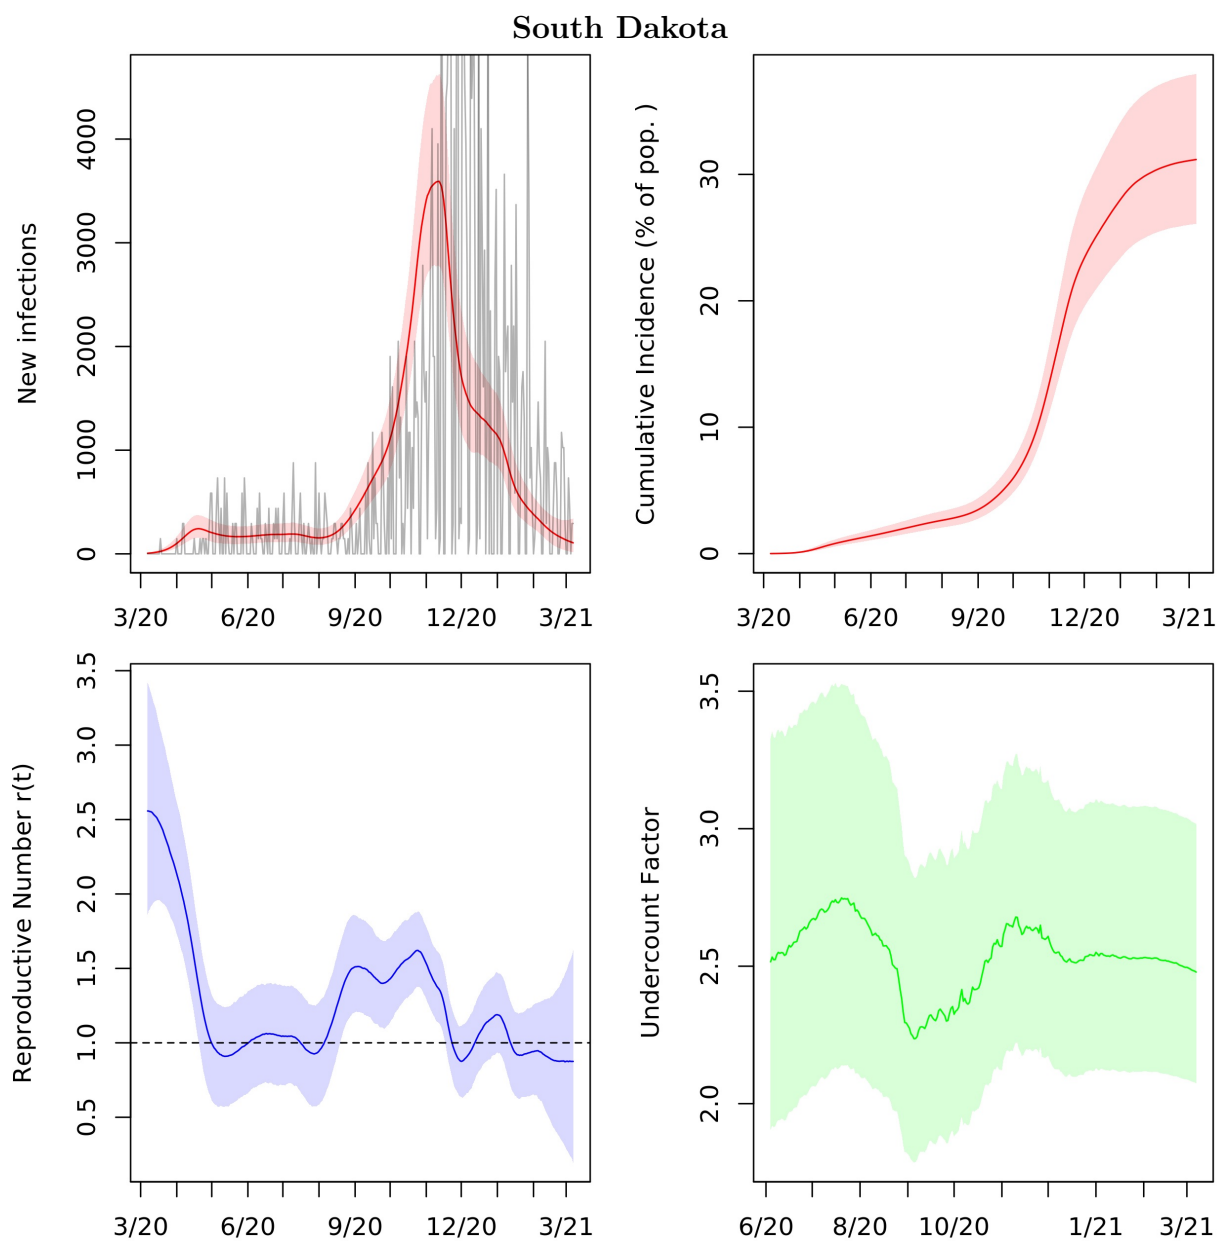 South Dakota
New infections
4000
3000
2000
1000
0
3/20 6/20 9/20 12/20 3/21
Cumulative Incidence (% of pop. )
30
20
10
0
3/20 6/20 9/20 12/20 3/21
Reproductive Number r(t)
3.5
3.0
2.5
2.0
1.5
1.0
0.5
3/20 6/20 9/20 12/20 3/21
Undercount Factor
3.5
3.0
2.5
2.0
6/20 8/20 10/20 1/21 3/21